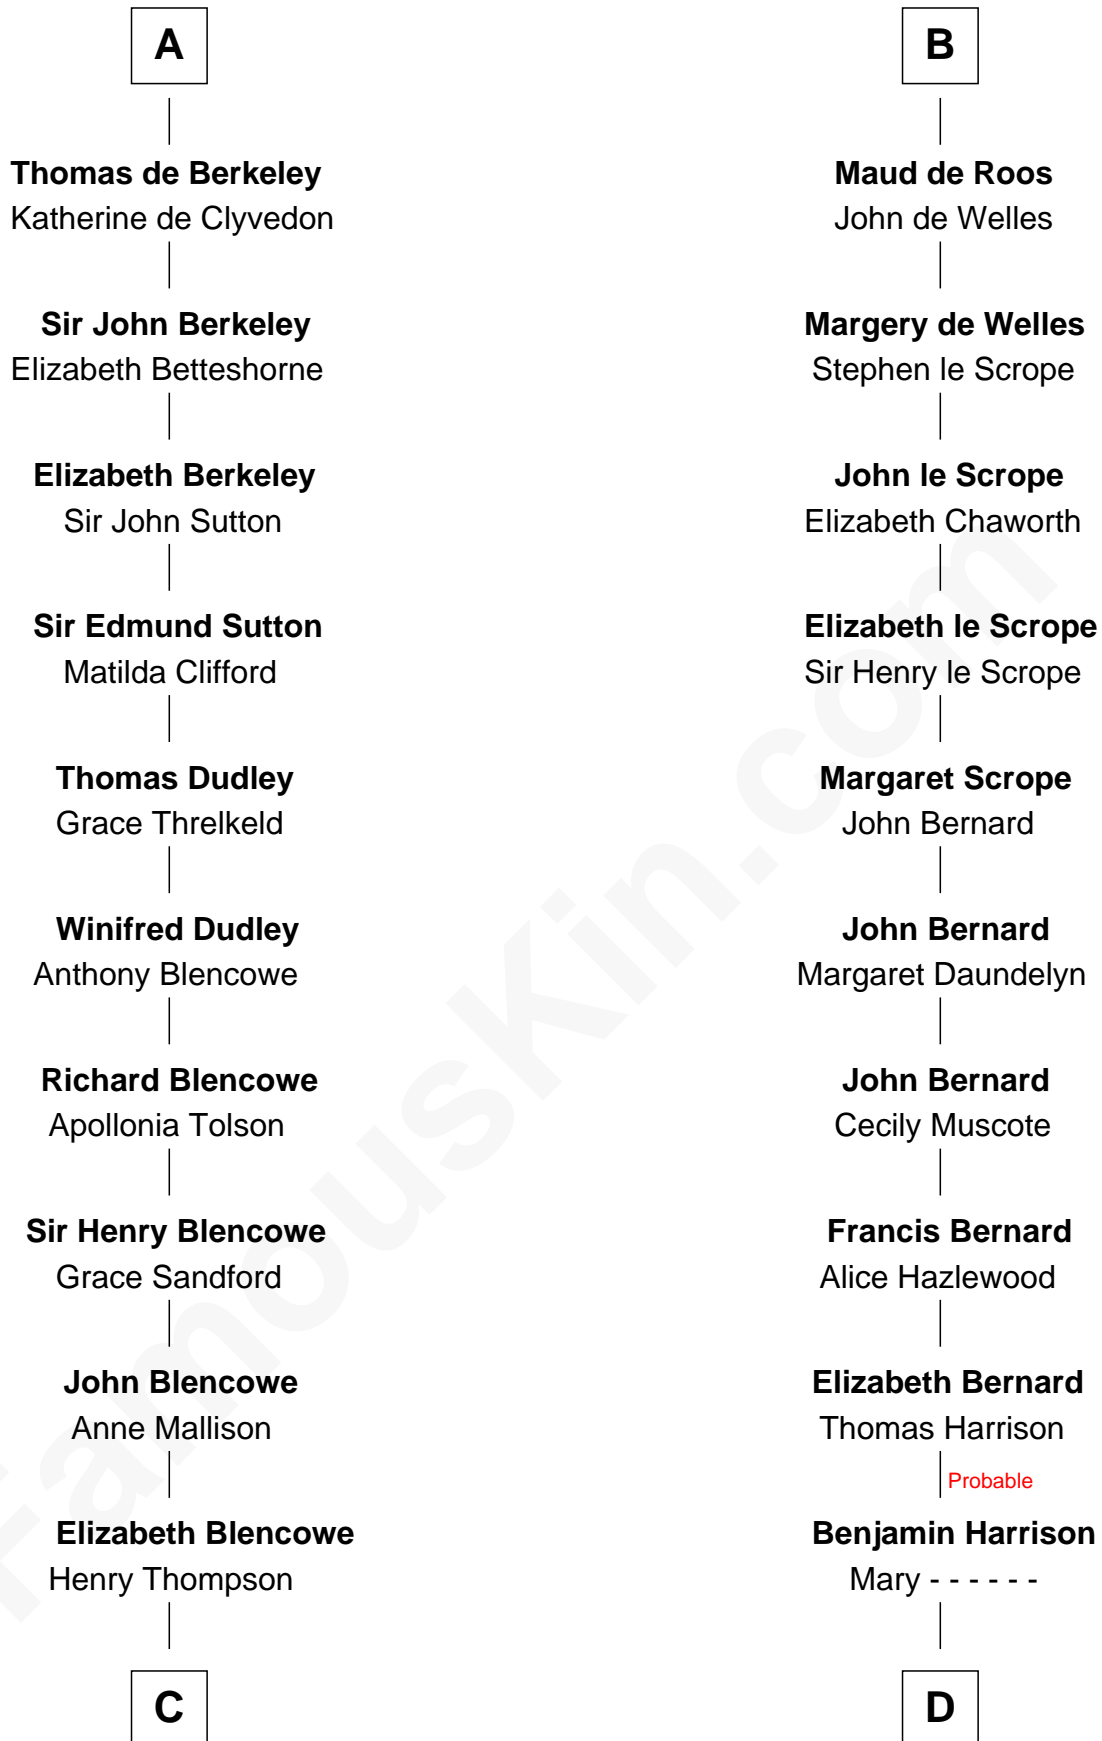 A
Thomas de Berkeley
Katherine de Clyvedon
Sir John Berkeley
Elizabeth Betteshorne
Elizabeth Berkeley
Sir John Sutton
Sir Edmund Sutton
Matilda Clifford
Thomas Dudley
Grace Threlkeld
Winifred Dudley
Anthony Blencowe
Richard Blencowe
Apollonia Tolson
Sir Henry Blencowe
Grace Sandford
John Blencowe
Anne Mallison
Elizabeth Blencowe
Henry Thompson
C
B
Maud de Roos
John de Welles
Margery de Welles
Stephen le Scrope
John le Scrope
Elizabeth Chaworth
Elizabeth le Scrope
Sir Henry le Scrope
Margaret Scrope
John Bernard
John Bernard
Margaret Daundelyn
John Bernard
Cecily Muscote
Francis Bernard
Alice Hazlewood
Elizabeth Bernard
Thomas Harrison
Probable
Benjamin Harrison
Mary - - - - - -
D
FamousKin.com